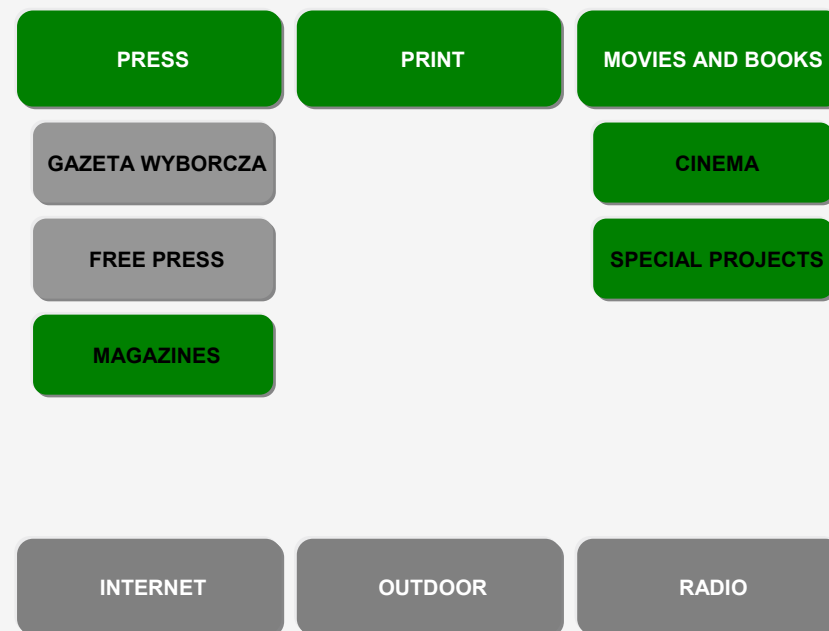 PRESS
PRINT
MOVIES AND BOOKS
GAZETA WYBORCZA
CINEMA
FREE PRESS
SPECIAL PROJECTS
MAGAZINES
INTERNET
OUTDOOR
RADIO